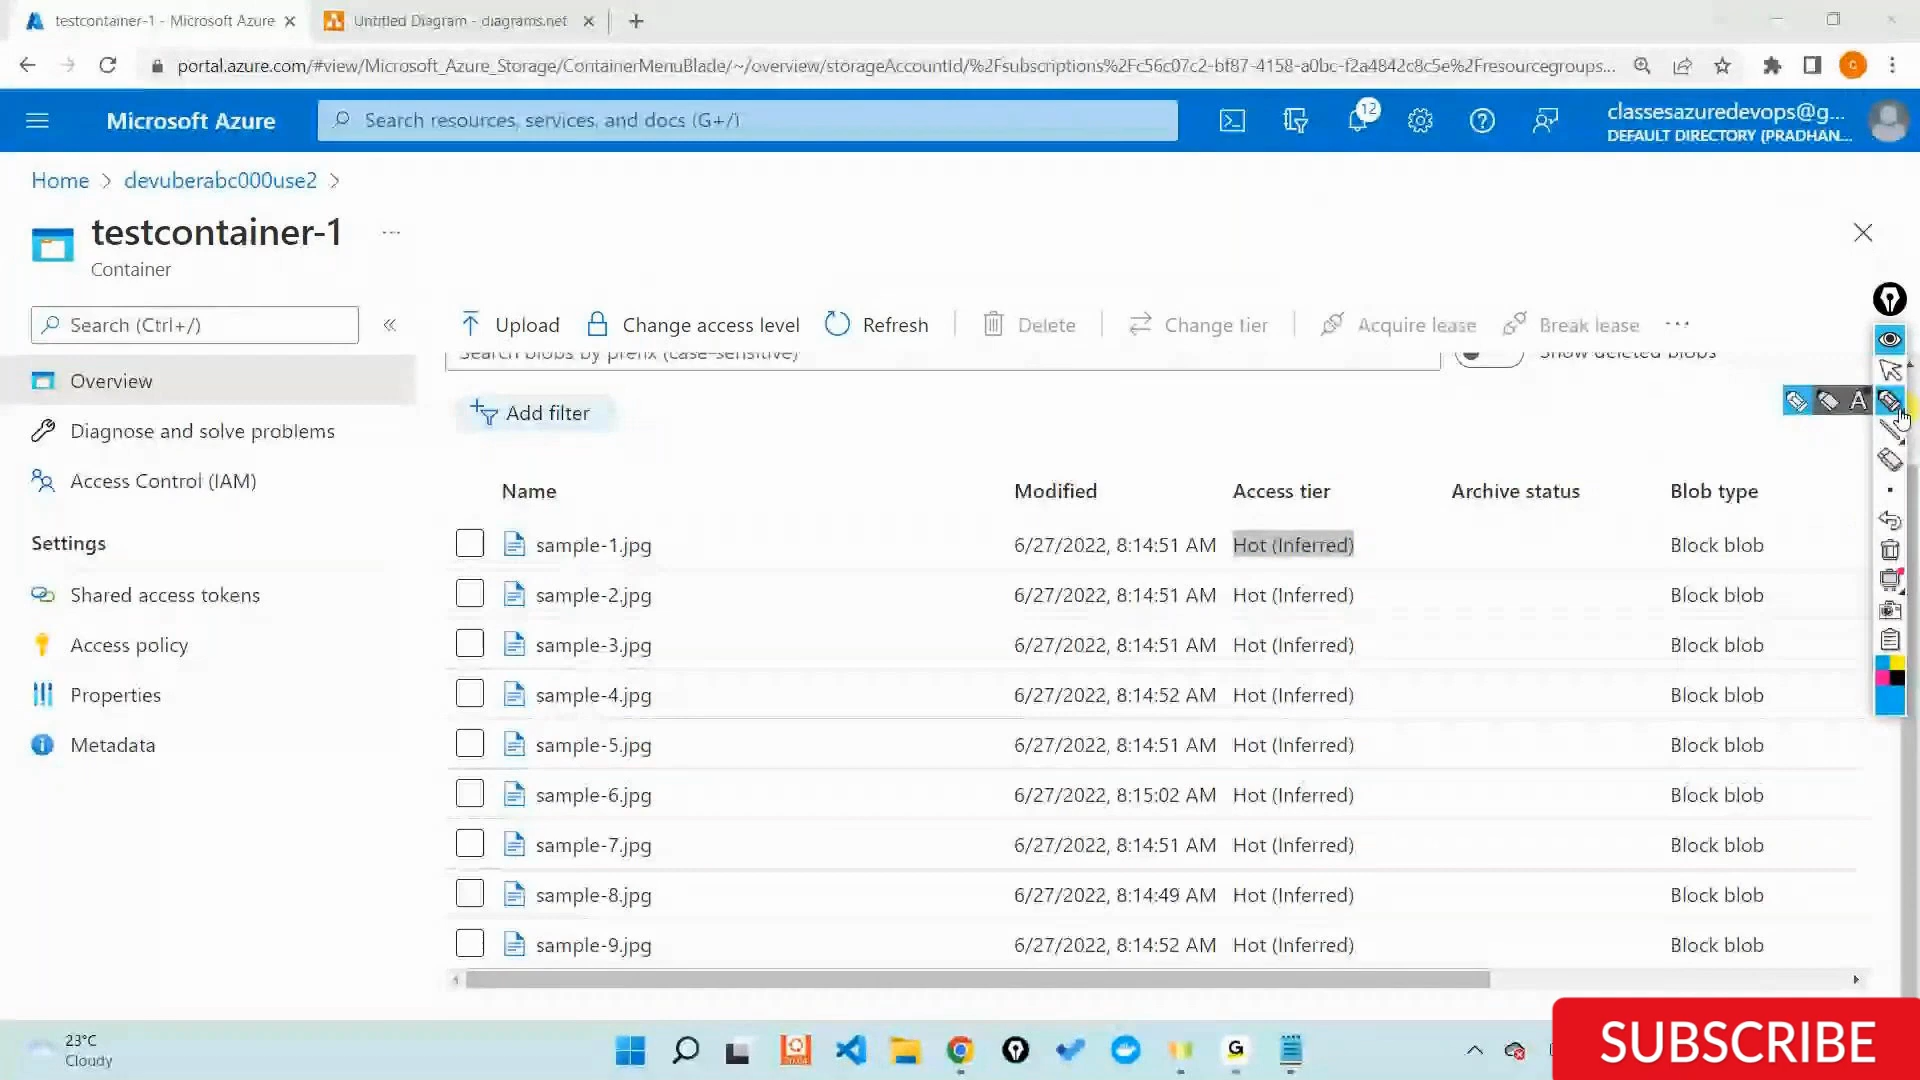 testcontainer-1 - Microsoft Azure
Untitled Diagram - diagrams.net
portal.azure.com/#view/Microsoft_Azure_Storage/ContainerMenuBlade/~/overview/storageAccountId/%2Fsubscriptions%2Fc56c07c2-bf87-4158-a0bc-f2a4842c8c5e%2Fresourcegroups...
C
Microsoft Azure
Search resources, services, and docs (G+/)
12
classesazuredevops@g...
DEFAULT DIRECTORY (PRADHAN...
Home > devuberabc000use2 >
testcontainer-1 ...
Container
Search (Ctrl+/)
«
Upload
Change access level
Refresh
Delete
Change tier
Acquire lease
Break lease
...
Search blobs by prefix (case-sensitive)
Show deleted blobs
Overview
Diagnose and solve problems
Access Control (IAM)
Settings
Shared access tokens
Access policy
Properties
Metadata
Add filter
A
Name Modified Access tier Archive status Blob type
sample-1.jpg 6/27/2022, 8:14:51 AM Hot (Inferred) Block blob
sample-2.jpg 6/27/2022, 8:14:51 AM Hot (Inferred) Block blob
sample-3.jpg 6/27/2022, 8:14:51 AM Hot (Inferred) Block blob
sample-4.jpg 6/27/2022, 8:14:52 AM Hot (Inferred) Block blob
sample-5.jpg 6/27/2022, 8:14:51 AM Hot (Inferred) Block blob
sample-6.jpg 6/27/2022, 8:15:02 AM Hot (Inferred) Block blob
sample-7.jpg 6/27/2022, 8:14:51 AM Hot (Inferred) Block blob
sample-8.jpg 6/27/2022, 8:14:49 AM Hot (Inferred) Block blob
sample-9.jpg 6/27/2022, 8:14:52 AM Hot (Inferred) Block blob
23°C
Cloudy
G
SUBSCRIBE